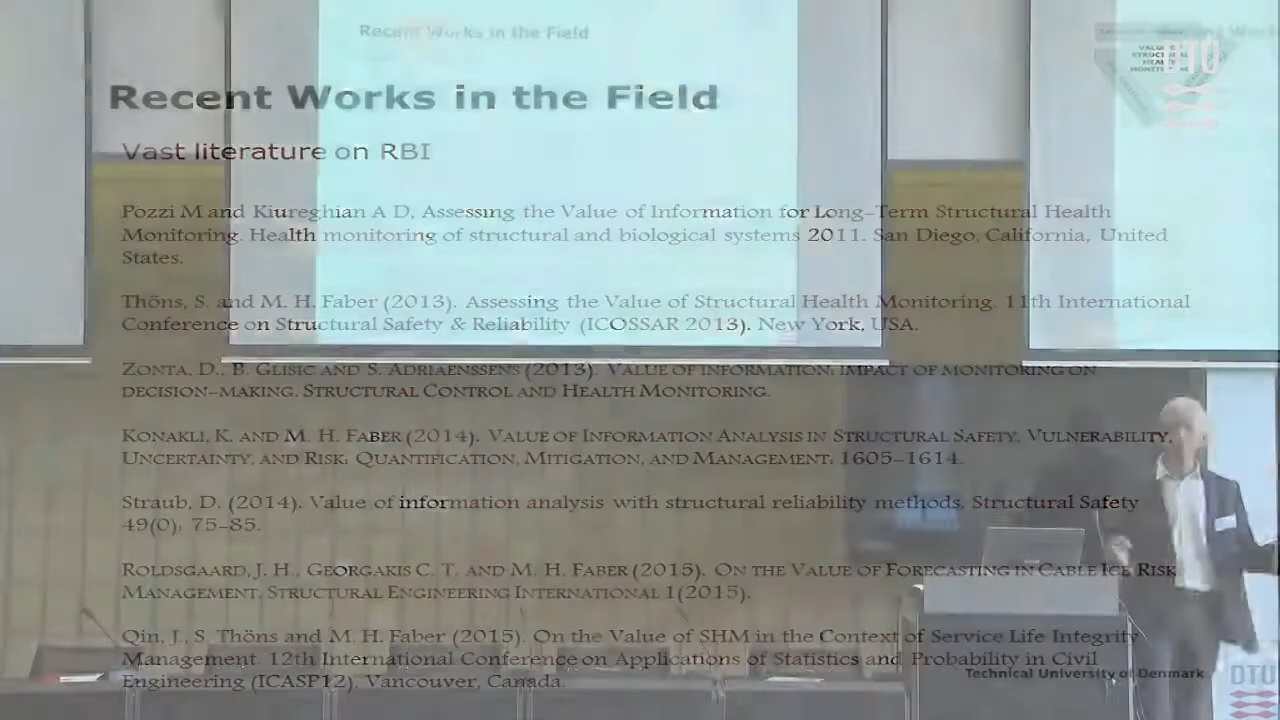 Recent Works in the Field
Recent Works in the Field
VALUE OF
STRUCTURAL
HEALTH
MONITORING
DTU
Vast literature on RBI
Pozzi M and Kiureghian A D, Assessing the Value of Information for Long-Term Structural Health
Monitoring. Health monitoring of structural and biological systems 2011. San Diego, California, United
States.
Thöns, S. and M. H. Faber (2013). Assessing the Value of Structural Health Monitoring. 11th International
Conference on Structural Safety & Reliability (ICOSSAR 2013). New York, USA.
ZONTA, D., B. GLISIC AND S. ADRIAENSSENS (2013). VALUE OF INFORMATION: IMPACT OF MONITORING ON
DECISION-MAKING. STRUCTURAL CONTROL AND HEALTH MONITORING.
KONAKLI, K. AND M. H. FABER (2014). VALUE OF INFORMATION ANALYSIS IN STRUCTURAL SAFETY. VULNERABILITY,
UNCERTAINTY, AND RISK: QUANTIFICATION, MITIGATION, AND MANAGEMENT: 1605-1614.
Straub, D. (2014). Value of information analysis with structural reliability methods. Structural Safety
49(0): 75-85.
ROLDSGAARD, J. H., GEORGAKIS C. T. AND M. H. FABER (2015). ON THE VALUE OF FORECASTING IN CABLE ICE RISK
MANAGEMENT. STRUCTURAL ENGINEERING INTERNATIONAL 1(2015).
Qin, J., S. Thöns and M. H. Faber (2015). On the Value of SHM in the Context of Service Life Integrity
Management. 12th International Conference on Applications of Statistics and Probability in Civil
Engineering (ICASP12). Vancouver, Canada.
Technical University of Denmark
DTU